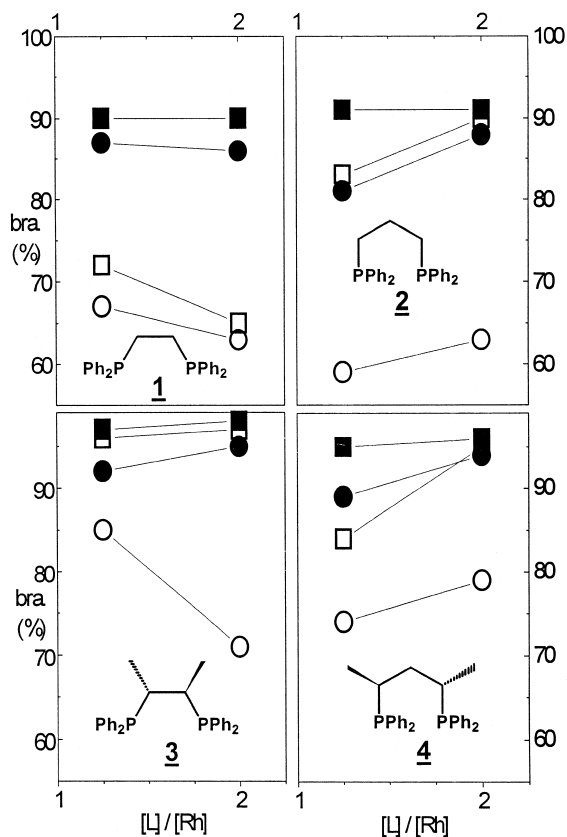 1 2 1 2
100 100
90 90
80 80
bra
(%)
70 70
PPh2 PPh2
2
60 60
Ph2P PPh2
1
90 90
80 80
bra
(%)
70 70
Ph2P PPh2
3
PPh2 PPh2
4
60 60
1 2 1 2
[L] / [Rh] [L] / [Rh]